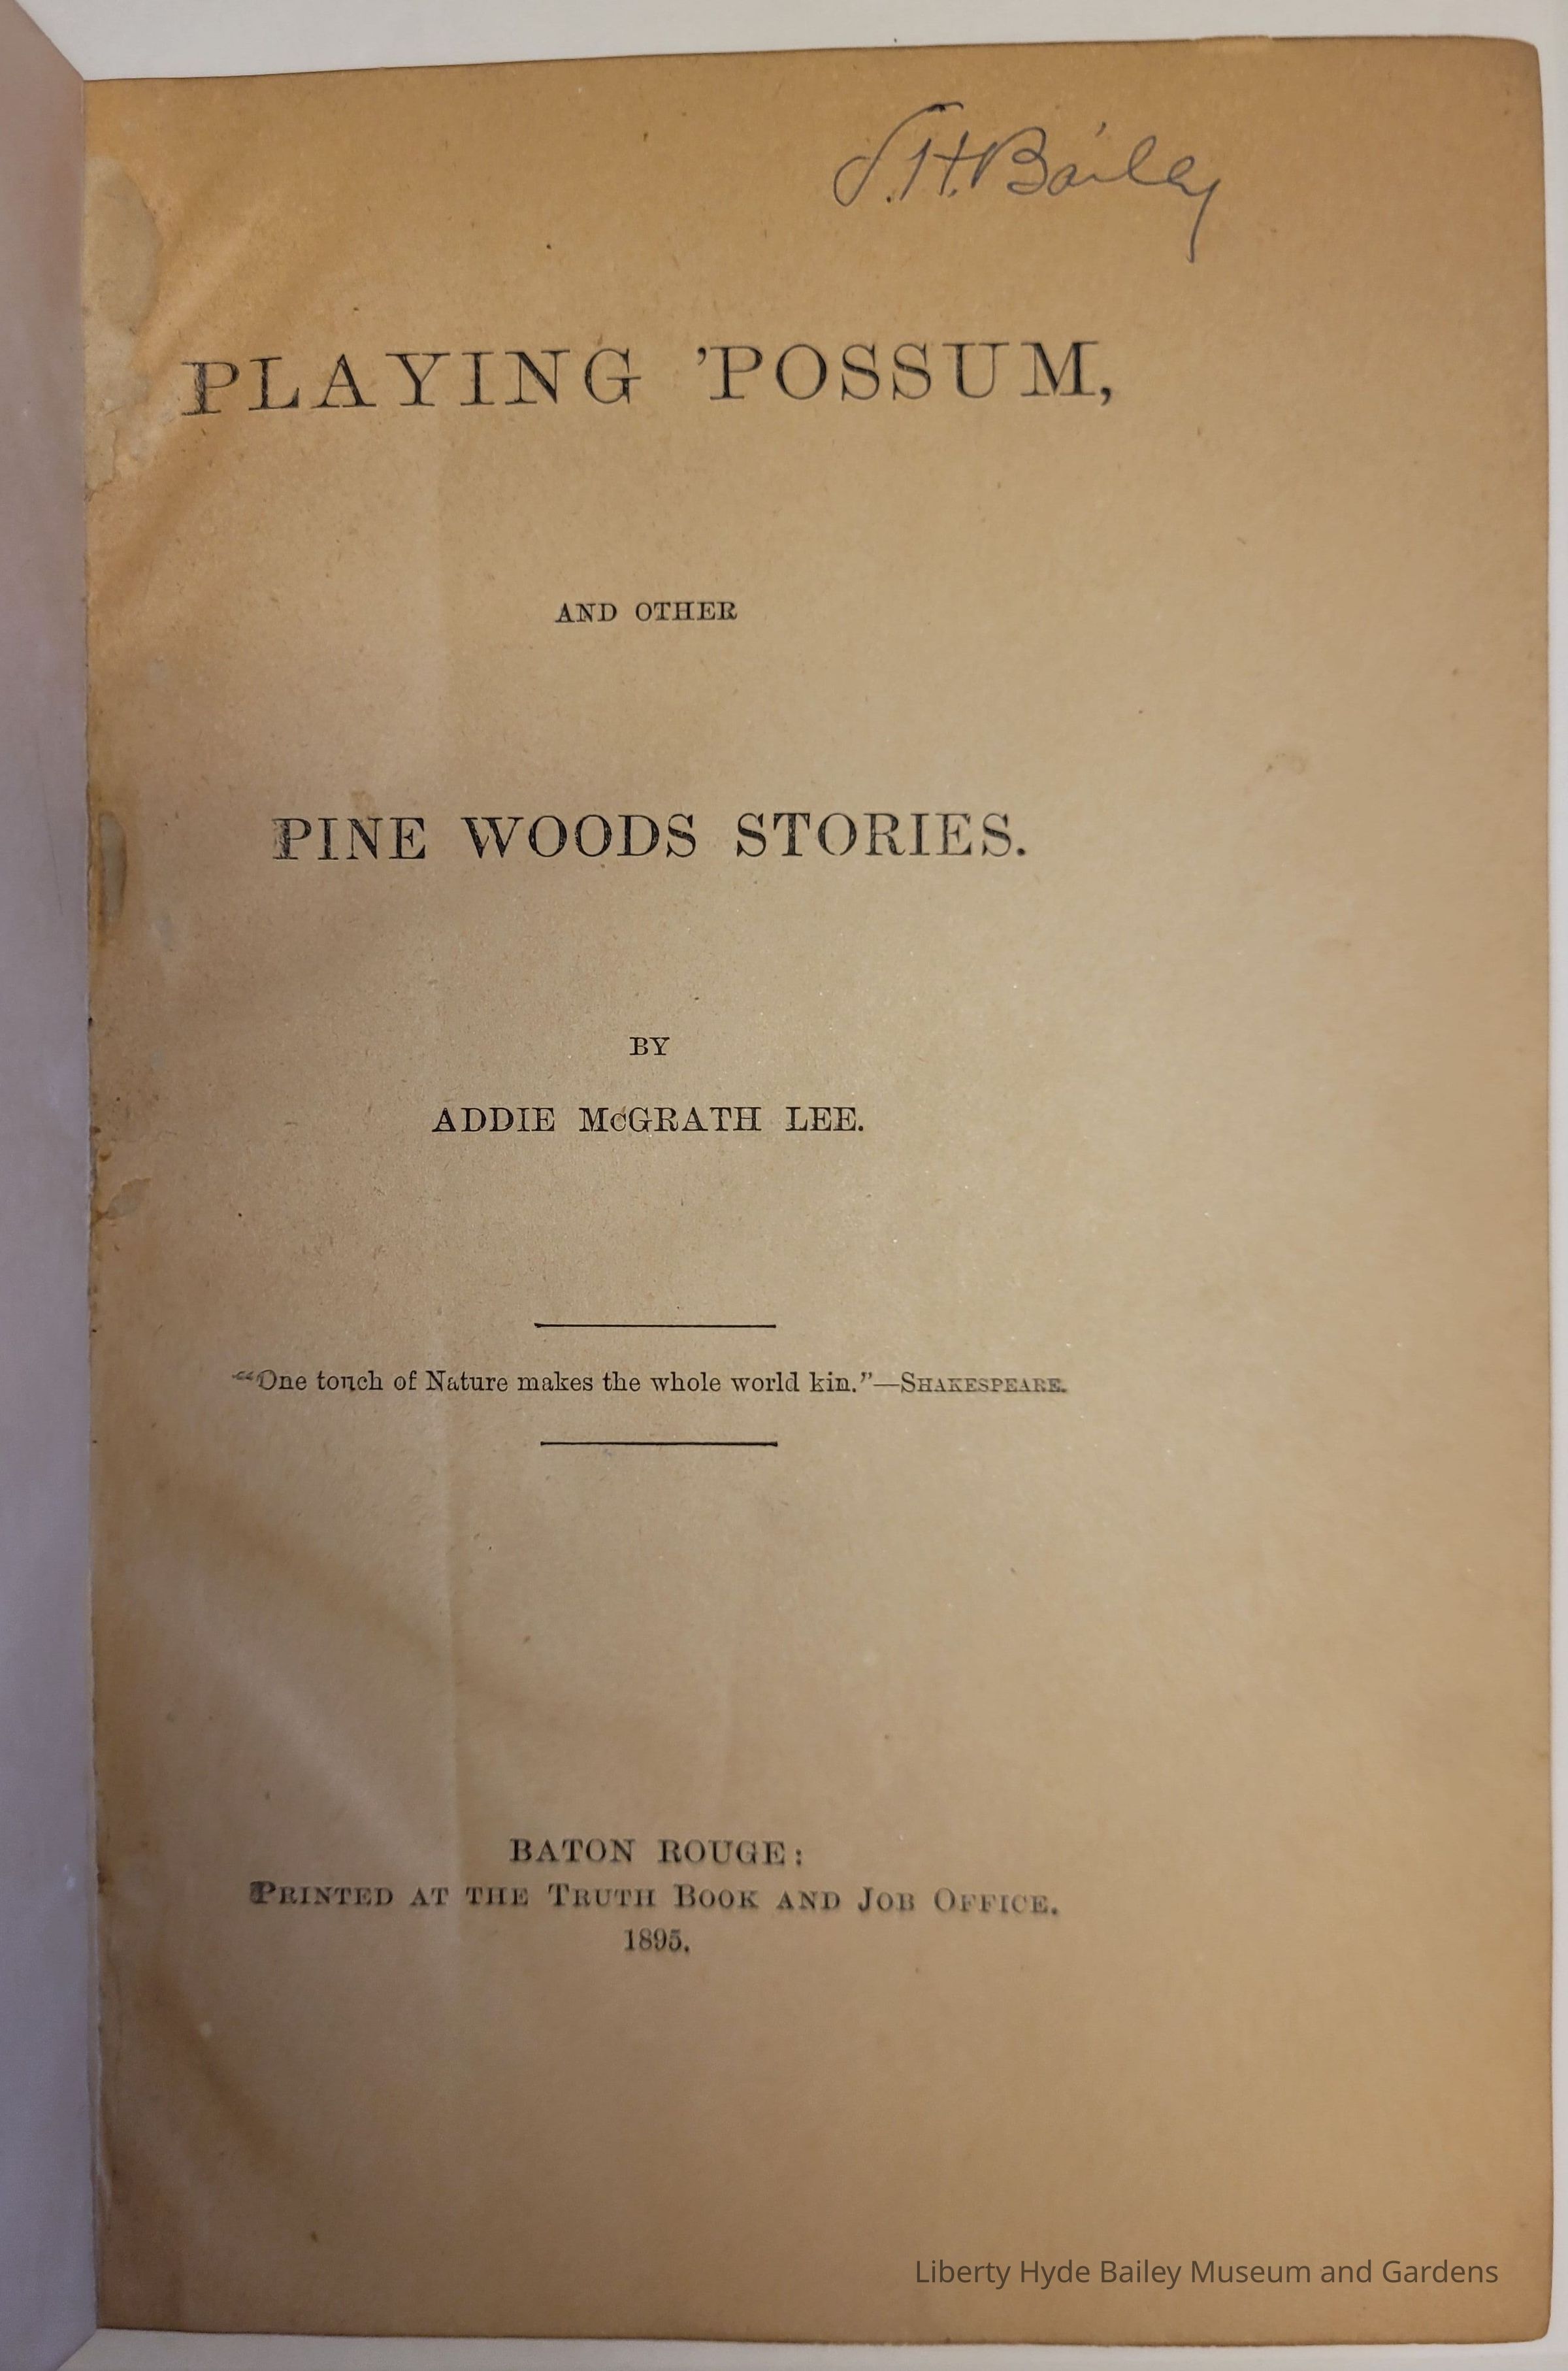 L.H.Bailey
PLAYING ’POSSUM,
AND OTHER
PINE WOODS STORIES.
BY
ADDIE McGRATH LEE.
“One touch of Nature makes the whole world kin.”—SHAKESPEARE.
BATON ROUGE:
PRINTED AT THE TRUTH BOOK AND JOB OFFICE.
1895.
Liberty Hyde Bailey Museum and Gardens